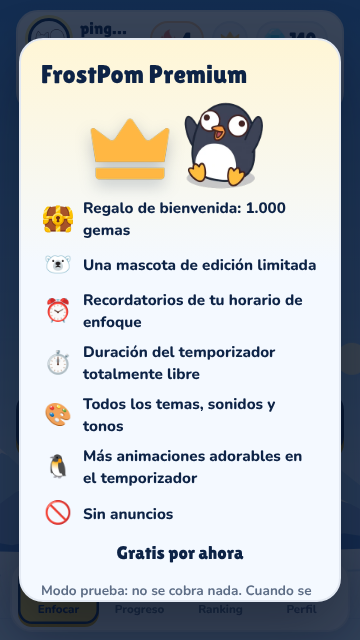 ping...
FrostPom Premium
Regalo de bienvenida: 1.000
gemas
Una mascota de edición limitada
Recordatorios de tu horario de
enfoque
Duración del temporizador
totalmente libre
Todos los temas, sonidos y
tonos
Más animaciones adorables en
el temporizador
Sin anuncios
Gratis por ahora
Modo prueba: no se cobra nada. Cuando se
Enfocar Progreso Ranking Perfil